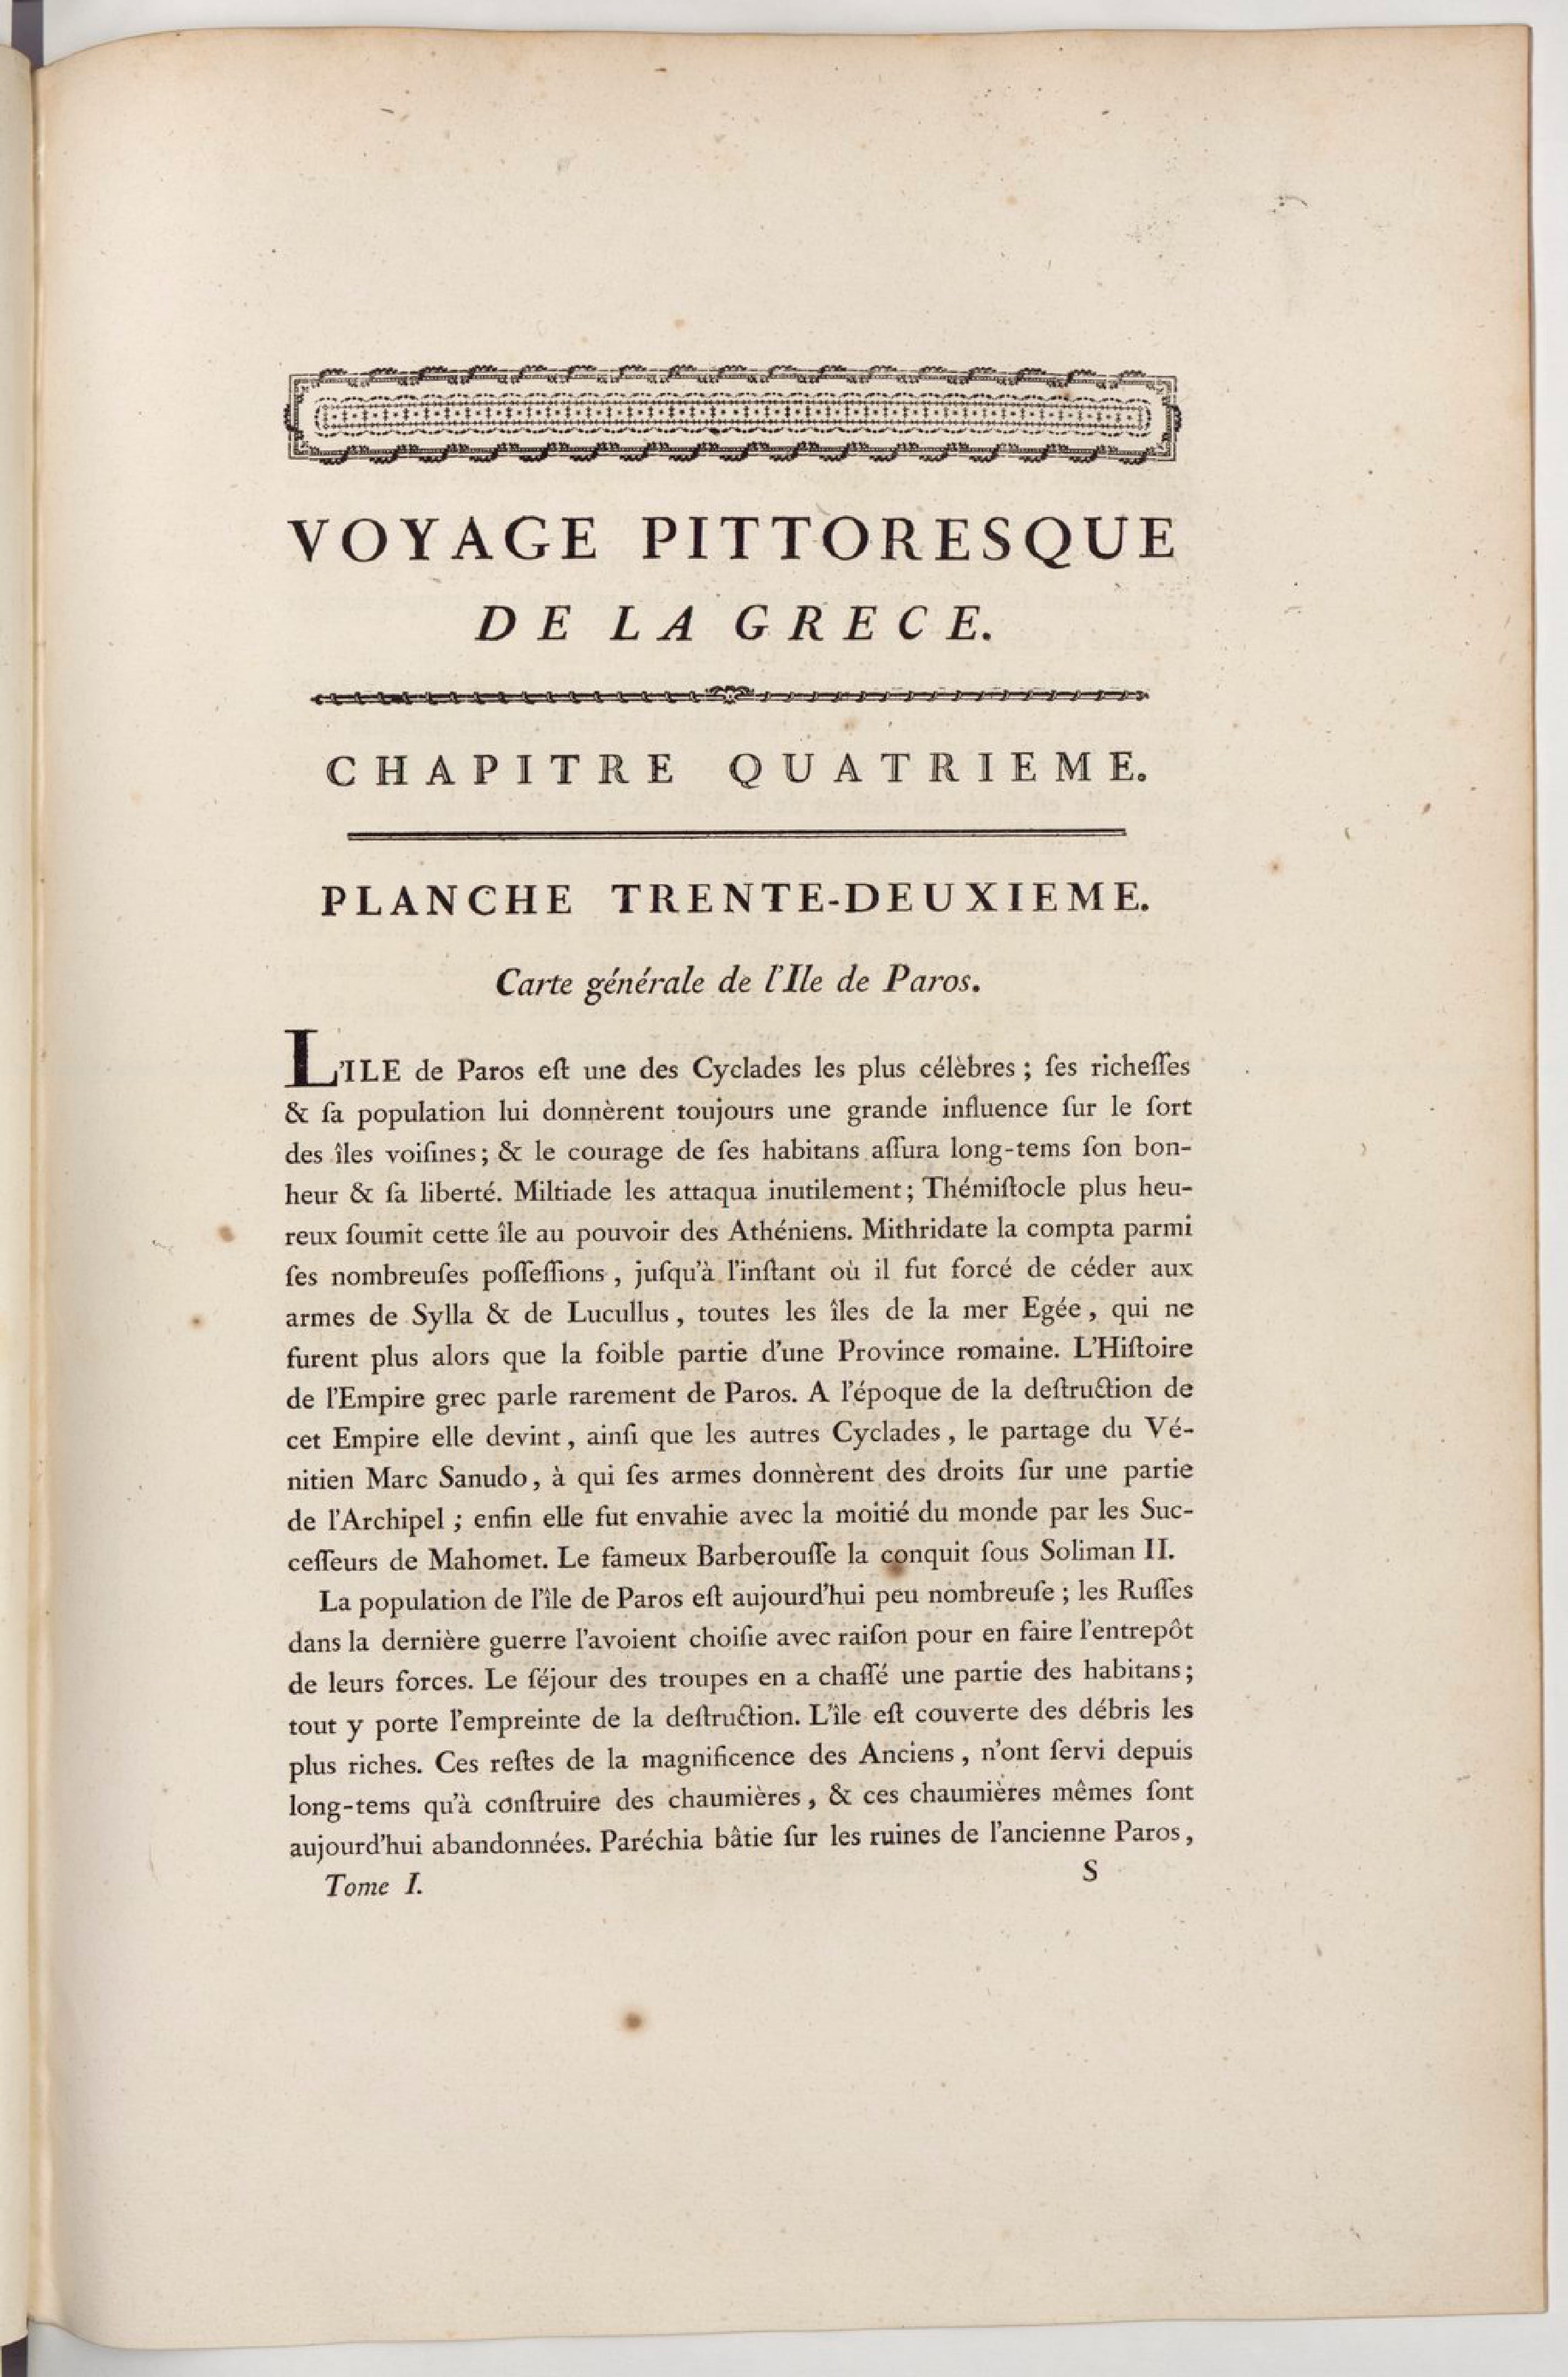 VOYAGE PITTORESQUE
DE LA GRECE.
CHAPITRE QUATRIEME.
PLANCHE TRENTE-DEUXIEME.
Carte générale de l'Ile de Paros.
L'ILE de Paros eſt une des Cyclades les plus célèbres ; ſes richeſſes
& ſa population lui donnèrent toujours une grande influence ſur le ſort
des îles voiſines ; & le courage de ſes habitans aſſura long-tems ſon bon-
heur & ſa liberté. Miltiade les attaqua inutilement ; Thémiſtocle plus heu-
reux ſoumit cette île au pouvoir des Athéniens. Mithridate la compta parmi
ſes nombreuſes poſſeſſions, juſqu'à l'inſtant où il fut forcé de céder aux
armes de Sylla & de Lucullus, toutes les îles de la mer Egée, qui ne
furent plus alors que la foible partie d'une Province romaine. L'Hiſtoire
de l'Empire grec parle rarement de Paros. A l'époque de la deſtruction de
cet Empire elle devint, ainſi que les autres Cyclades, le partage du Vé-
nitien Marc Sanudo, à qui ſes armes donnèrent des droits ſur une partie
de l'Archipel ; enfin elle fut envahie avec la moitié du monde par les Suc-
ceſſeurs de Mahomet. Le fameux Barberouſſe la conquit ſous Soliman II.
La population de l'île de Paros eſt aujourd'hui peu nombreuſe ; les Ruſſes
dans la dernière guerre l'avoient choiſie avec raiſon pour en faire l'entrepôt
de leurs forces. Le ſéjour des troupes en a chaſſé une partie des habitans ;
tout y porte l'empreinte de la deſtruction. L'île eſt couverte des débris les
plus riches. Ces reſtes de la magnificence des Anciens, n'ont ſervi depuis
long-tems qu'à conſtruire des chaumières, & ces chaumières mêmes ſont
aujourd'hui abandonnées. Paréchia bâtie ſur les ruines de l'ancienne Paros,
Tome I. S